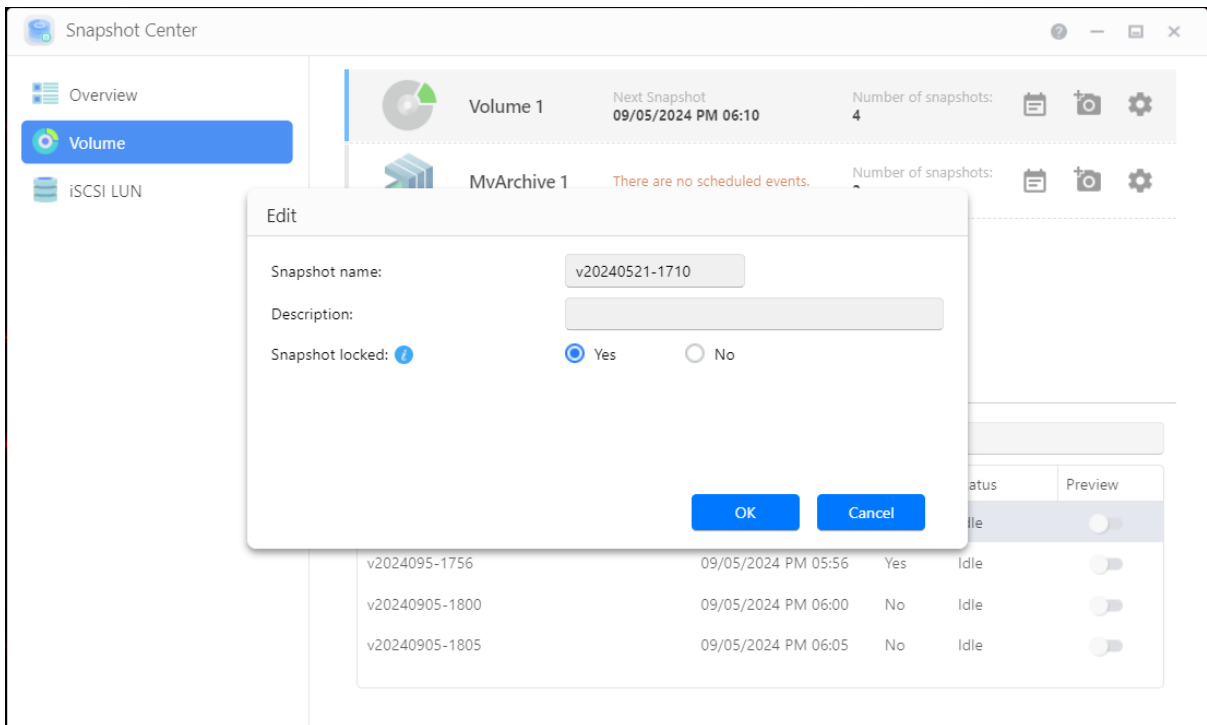 Snapshot Center
Overview
Volume
iSCSI LUN
Volume 1
Next Snapshot
09/05/2024 PM 06:10
Number of snapshots:
4
MyArchive 1
There are no scheduled events.
Number of snapshots:
Edit
Snapshot name:
v20240521-1710
Description:
Snapshot locked:
Yes
No
OK
Cancel
Preview
v2024095-1756 09/05/2024 PM 05:56 Yes Idle
v20240905-1800 09/05/2024 PM 06:00 No Idle
v20240905-1805 09/05/2024 PM 06:05 No Idle